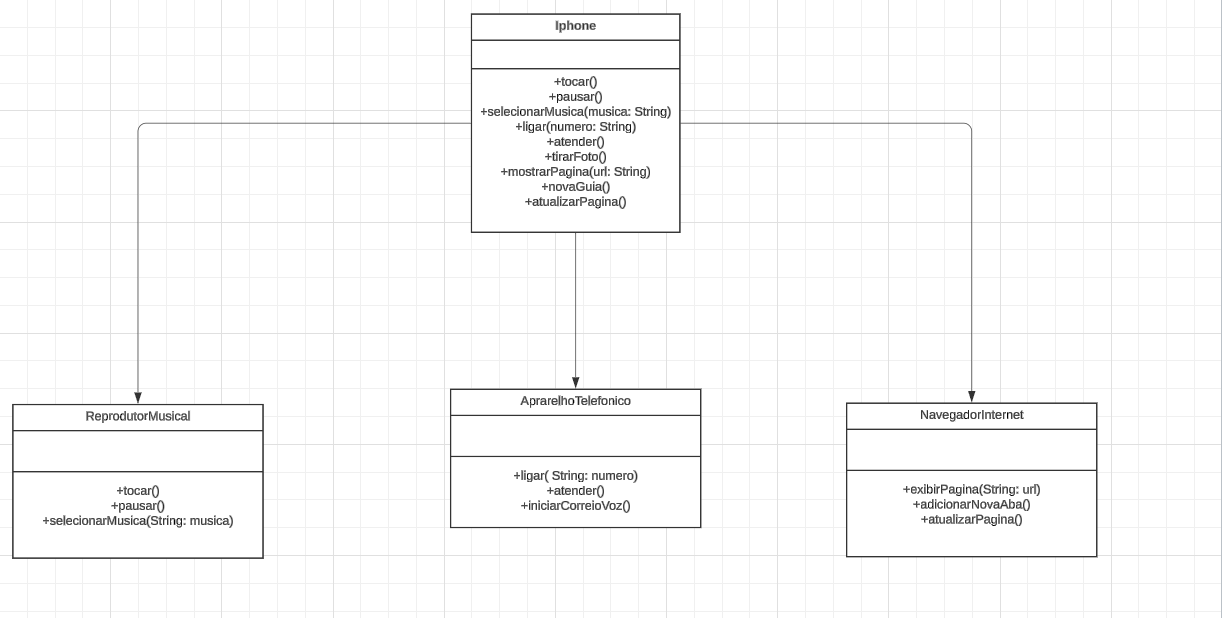 Iphone
+tocar()
+pausar()
+selecionarMusica(musica: String)
+ligar(numero: String)
+atender()
+tirarFoto()
+mostrarPagina(url: String)
+novaGuia()
+atualizarPagina()
ReprodutorMusical
+tocar()
+pausar()
+selecionarMusica(String: musica)
AprarelhoTelefonico
+ligar( String: numero)
+atender()
+iniciarCorreioVoz()
NavegadorInternet
+exibirPagina(String: url)
+adicionarNovaAba()
+atualizarPagina()